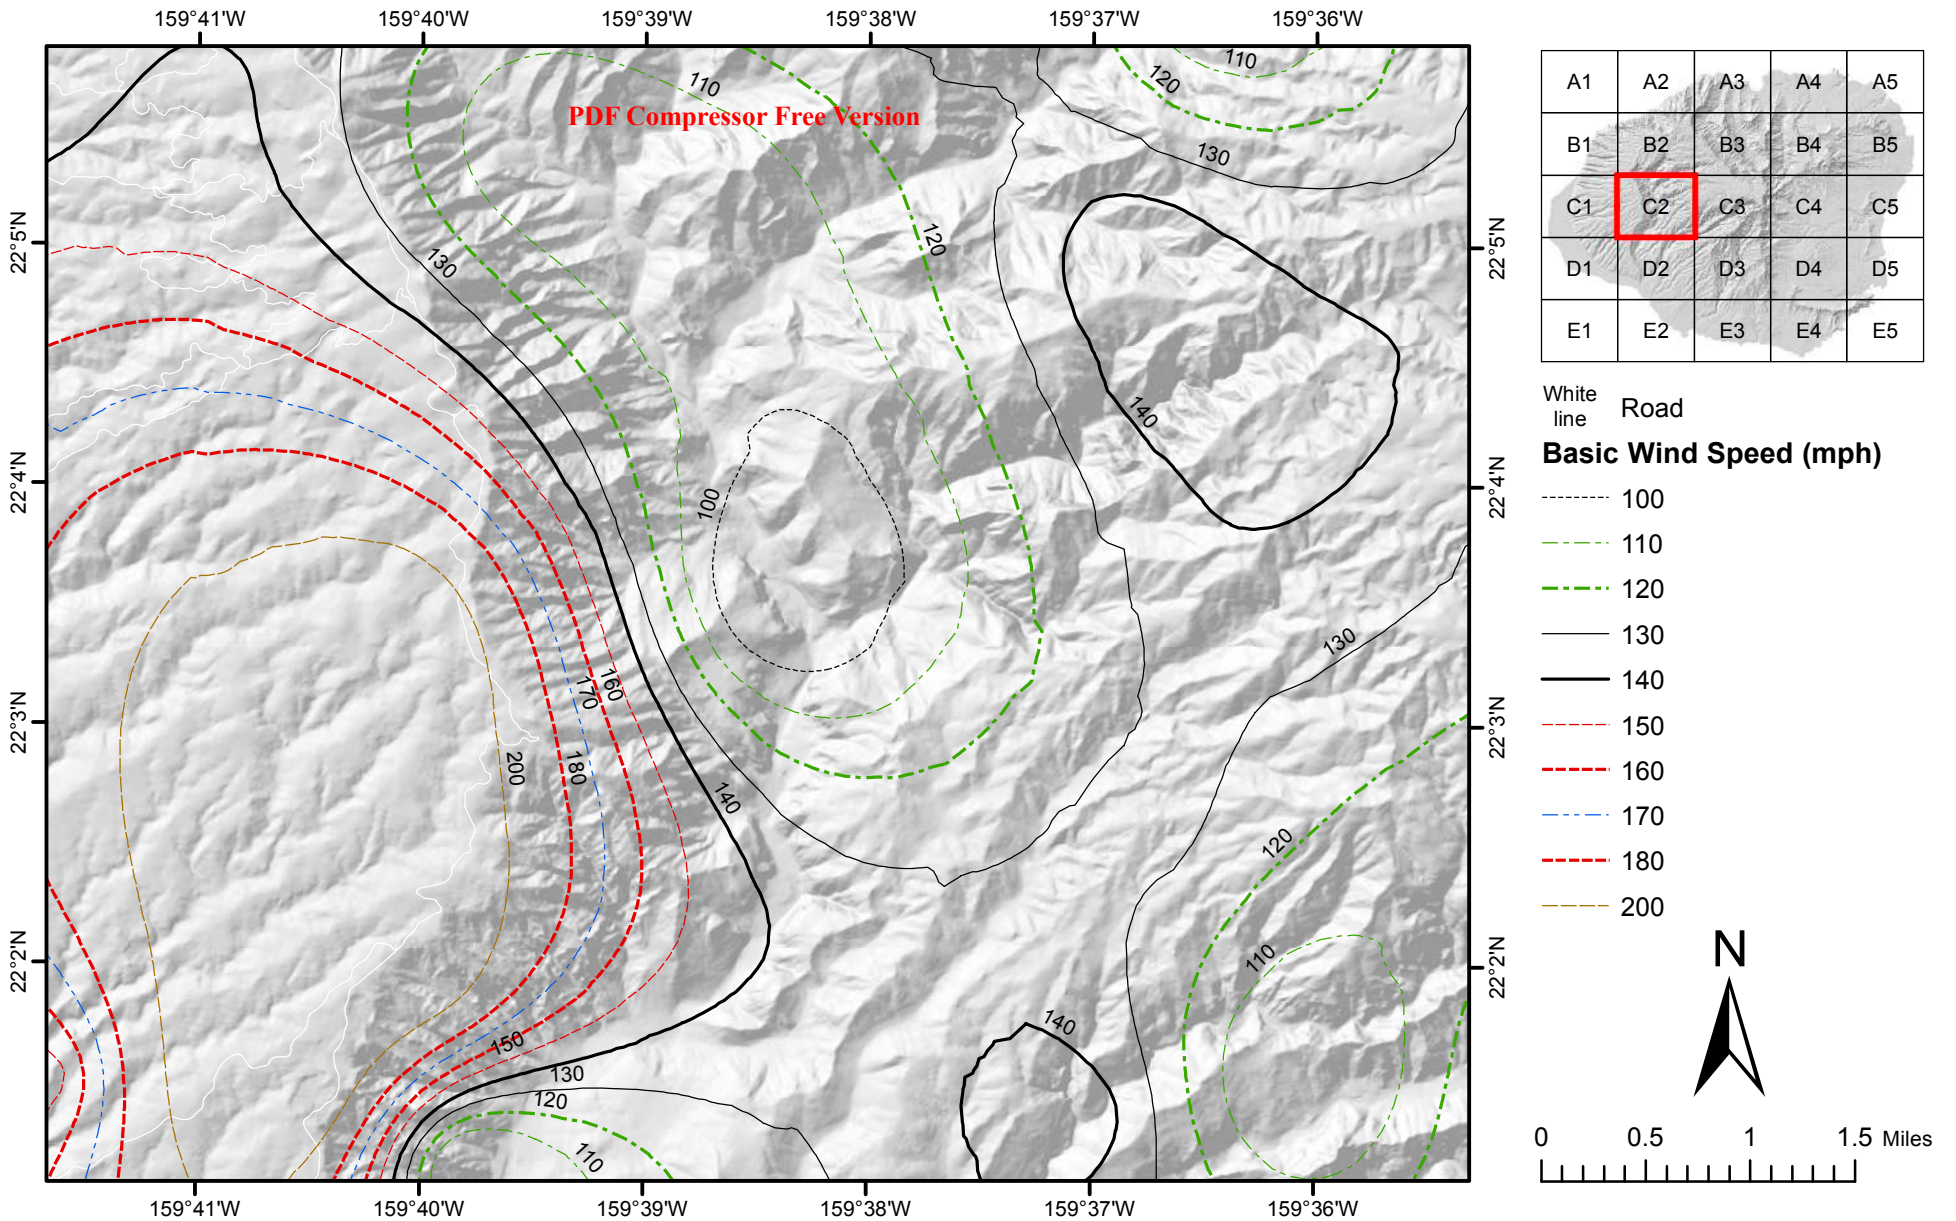 159°41'W 159°40'W 159°39'W 159°38'W 159°37'W 159°36'W
110
120
110
PDF Compressor Free Version
130
120
130
140
100
130
160
170
200
180
140
120
110
140
150
130
120
110
22°5'N
22°4'N
22°3'N
22°2'N
22°5'N
22°4'N
22°3'N
22°2'N
159°41'W 159°40'W 159°39'W 159°38'W 159°37'W 159°36'W
A1 A2 A3 A4 A5
B1 B2 B3 B4 B5
C1 C2 C3 C4 C5
D1 D2 D3 D4 D5
E1 E2 E3 E4 E5
White
line Road
Basic Wind Speed (mph)
100
110
120
130
140
150
160
170
180
200
N
0 0.5 1 1.5 Miles